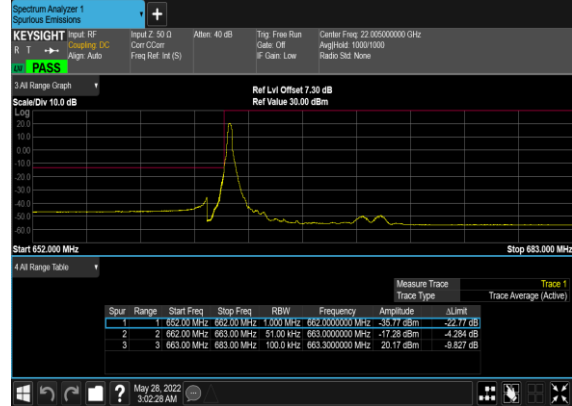 Spectrum Analyzer 1
Spurious Emissions
+
KEYSIGHT Input: RF Input Z: 50 Ω Atten: 40 dB Trig: Free Run Center Freq: 22.005000000 GHz
R T Coupling: DC Corr CCorr Gate: Off Avg|Hold: 1000/1000
Align: Auto Freq Ref: Int (S) IF Gain: Low Radio Std: None
PASS
3 All Range Graph Ref Lvl Offset 7.30 dB
Scale/Div 10.0 dB Ref Value 30.00 dBm
Log
20.0
10.0
0.00
-10.0
-20.0
-30.0
-40.0
-50.0
-60.0
Start 652.000 MHz Stop 683.000 MHz
4 All Range Table
Measure Trace Trace 1
Trace Type Trace Average (Active)
Spur Range Start Freq Stop Freq RBW Frequency Amplitude ΔLimit
1 1 652.00 MHz 662.00 MHz 1.000 MHz 662.0000000 MHz -35.77 dBm -22.77 dB
2 2 662.00 MHz 663.00 MHz 51.00 kHz 663.0000000 MHz -17.28 dBm -4.284 dB
3 3 663.00 MHz 683.00 MHz 100.0 kHz 663.3000000 MHz 20.17 dBm -9.827 dB
? May 28, 2022
3:02:28 AM